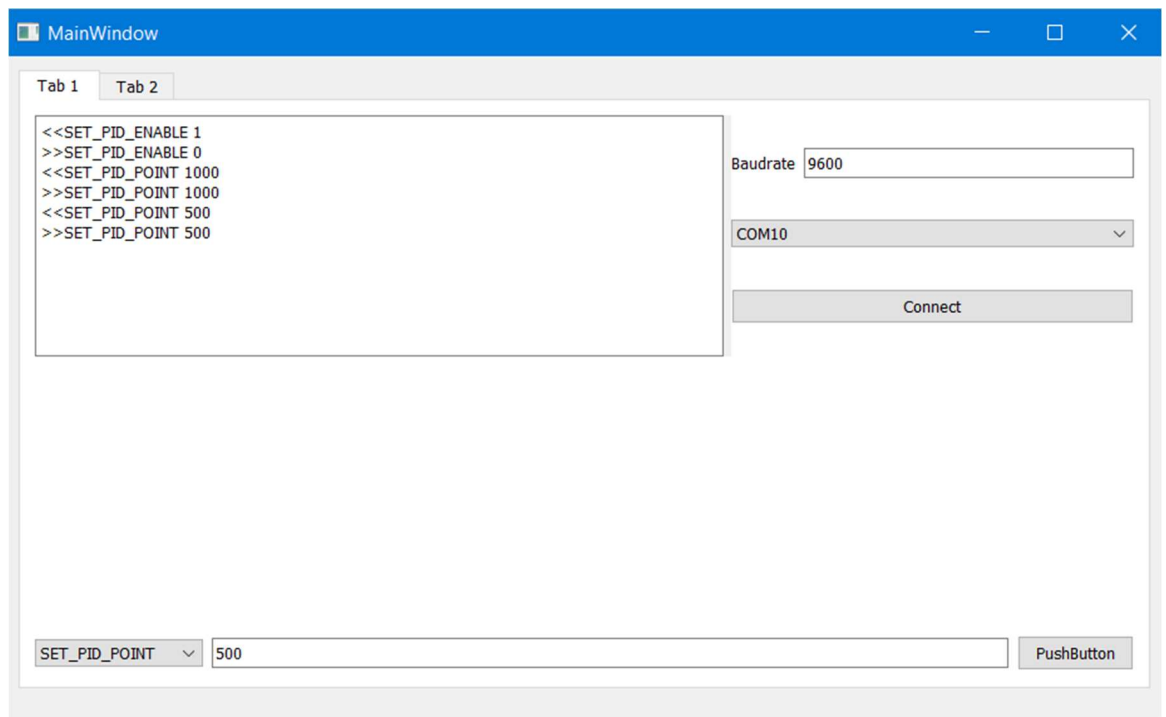 MainWindow
Tab 1 Tab 2
<<SET_PID_ENABLE 1
>>SET_PID_ENABLE 0
<<SET_PID_POINT 1000
>>SET_PID_POINT 1000
<<SET_PID_POINT 500
>>SET_PID_POINT 500
Baudrate 9600
COM10
Connect
SET_PID_POINT 500 PushButton